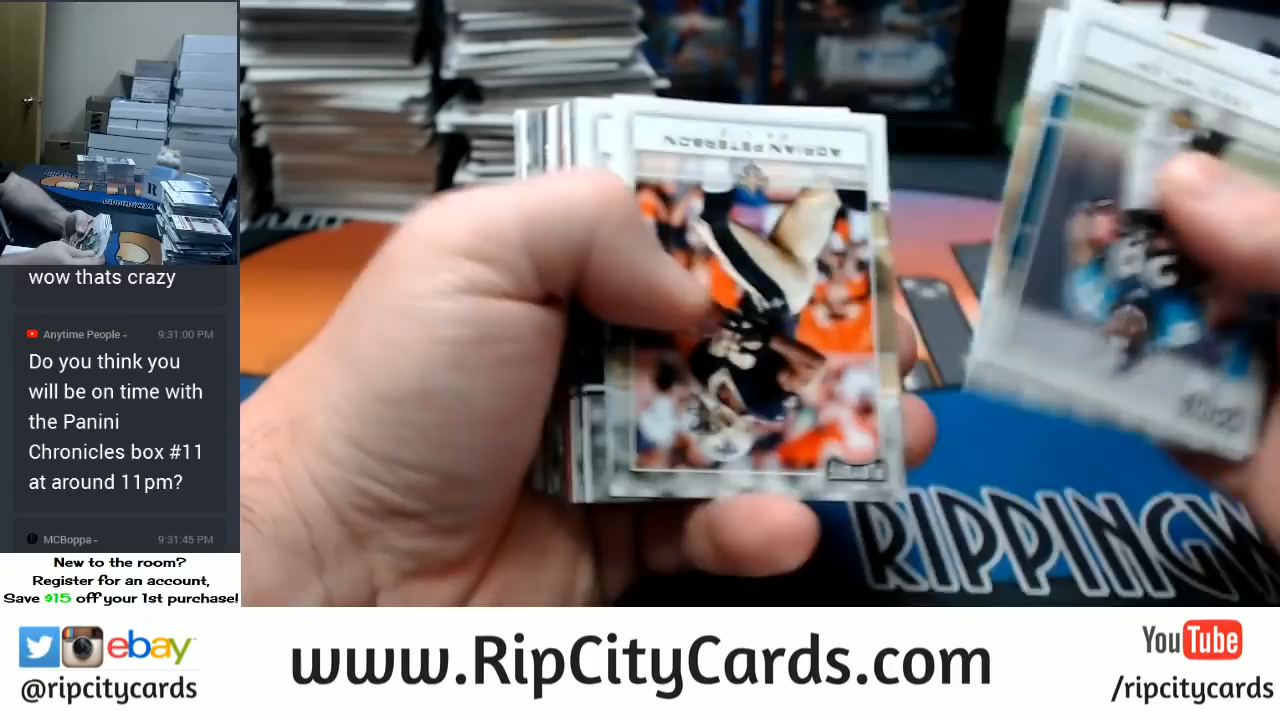 wow thats crazy
Anytime People - 9:31:00 PM
Do you think you
will be on time with
the Panini
Chronicles box #11
at around 11pm?
MCBoppa - 9:31:45 PM
New to the room?
Register for an account,
Save $15 off your 1st purchase!
ADRIAN PETERSON
RIPPINGW
ebay
@ripcitycards
www.RipCityCards.com
YouTube
/ripcitycards